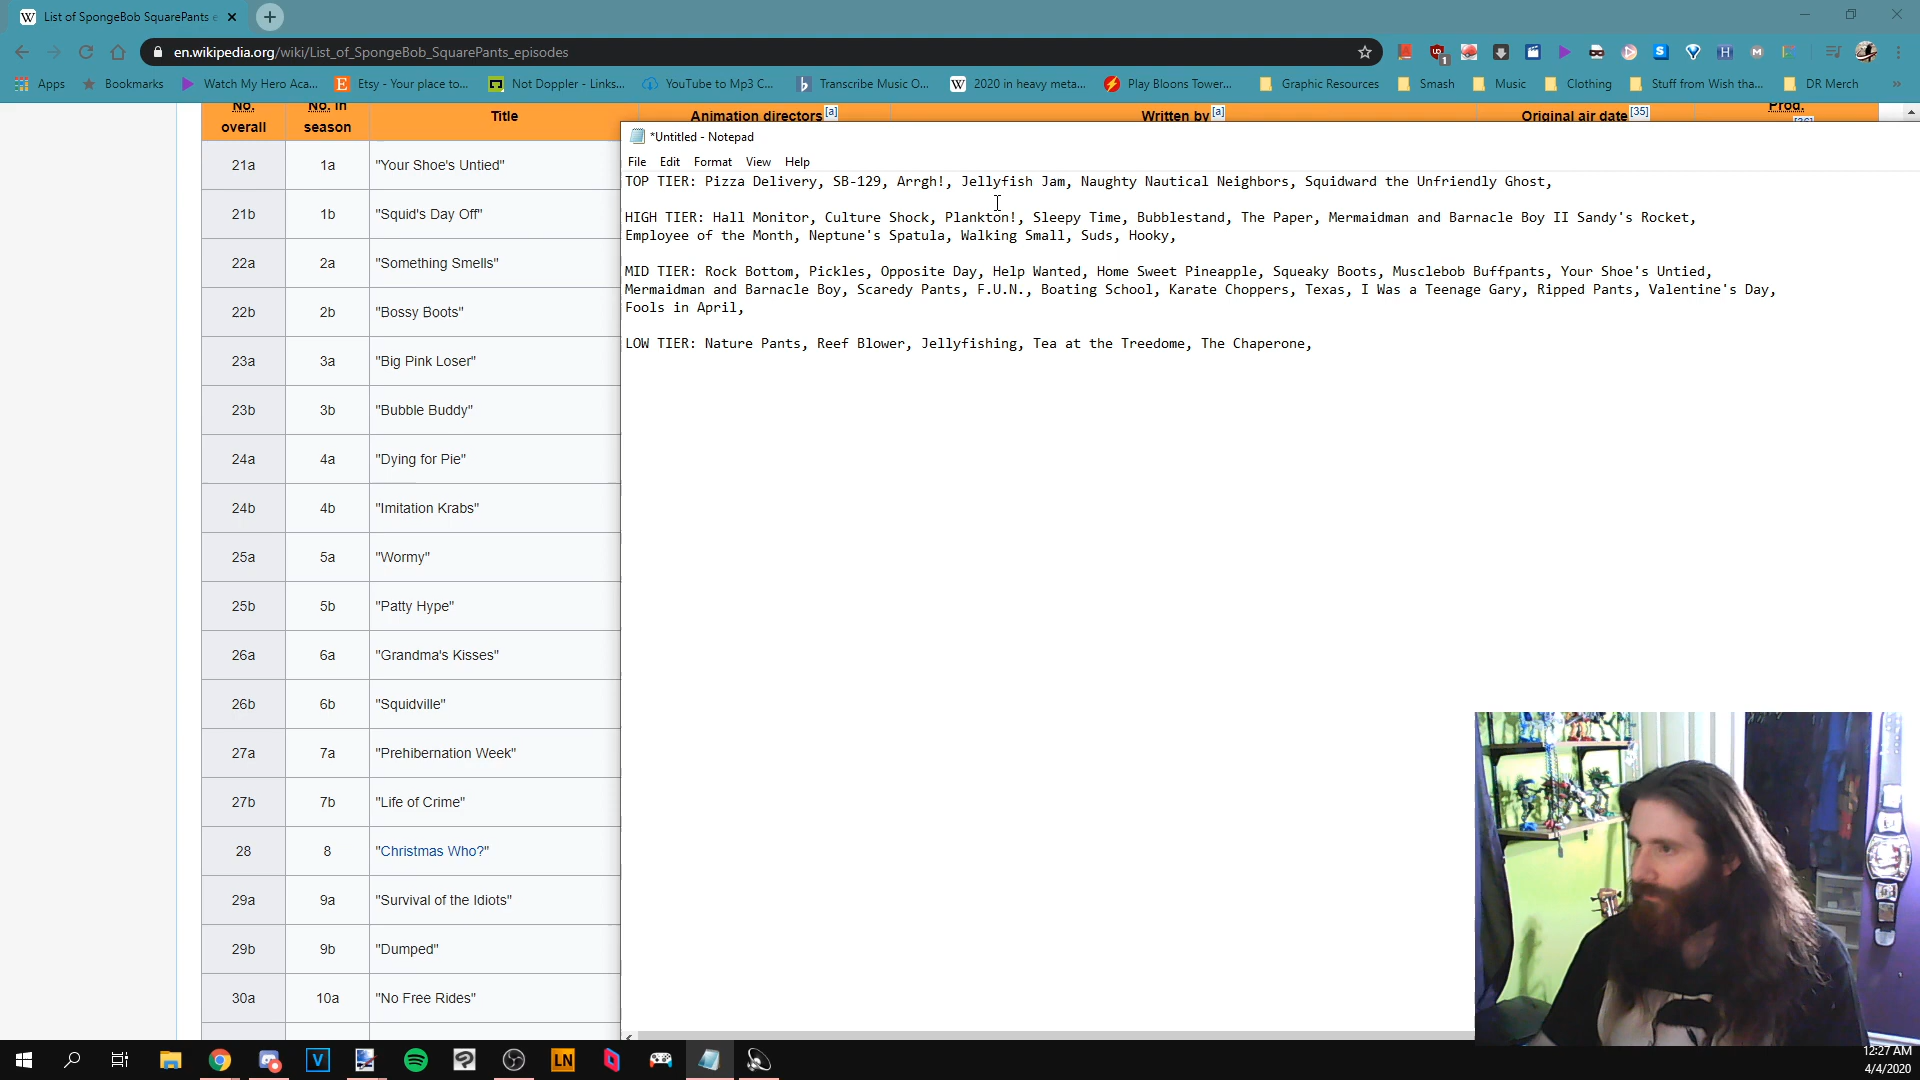 List of SpongeBob SquarePants e
en.wikipedia.org/wiki/List_of_SpongeBob_SquarePants_episodes
Apps Bookmarks Watch My Hero Aca... Etsy - Your place to... Not Doppler - Links... YouTube to Mp3 C... Transcribe Music O... 2020 in heavy meta... Play Bloons Tower... Graphic Resources Smash Music Clothing Stuff from Wish tha... DR Merch »
No. overall No. in season Title Animation directors[a] Written by[a] Original air date[35] Prod.
*Untitled - Notepad
File Edit Format View Help
TOP TIER: Pizza Delivery, SB-129, Arrgh!, Jellyfish Jam, Naughty Nautical Neighbors, Squidward the Unfriendly Ghost,
HIGH TIER: Hall Monitor, Culture Shock, Plankton!, Sleepy Time, Bubblestand, The Paper, Mermaidman and Barnacle Boy II Sandy's Rocket,
Employee of the Month, Neptune's Spatula, Walking Small, Suds, Hooky,
MID TIER: Rock Bottom, Pickles, Opposite Day, Help Wanted, Home Sweet Pineapple, Squeaky Boots, Musclebob Buffpants, Your Shoe's Untied,
Mermaidman and Barnacle Boy, Scaredy Pants, F.U.N., Boating School, Karate Choppers, Texas, I Was a Teenage Gary, Ripped Pants, Valentine's Day,
Fools in April,
LOW TIER: Nature Pants, Reef Blower, Jellyfishing, Tea at the Treedome, The Chaperone,
21a 1a "Your Shoe's Untied"
21b 1b "Squid's Day Off"
22a 2a "Something Smells"
22b 2b "Bossy Boots"
23a 3a "Big Pink Loser"
23b 3b "Bubble Buddy"
24a 4a "Dying for Pie"
24b 4b "Imitation Krabs"
25a 5a "Wormy"
25b 5b "Patty Hype"
26a 6a "Grandma's Kisses"
26b 6b "Squidville"
27a 7a "Prehibernation Week"
27b 7b "Life of Crime"
28 8 "Christmas Who?"
29a 9a "Survival of the Idiots"
29b 9b "Dumped"
30a 10a "No Free Rides"
12:27 AM
4/4/2020